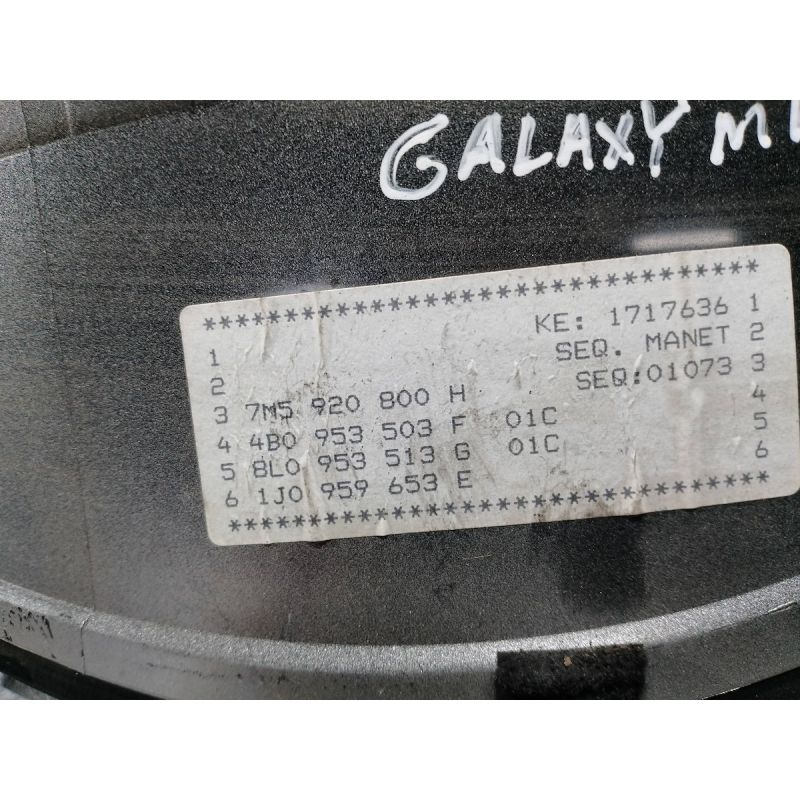 GALAXY M
************************************
1 KE: 1717636 1
2 SEQ. MANET 2
3 7M5 920 800 H SEQ:01073 3
4 4B0 953 503 F 01C 4
5 8L0 953 513 G 01C 5
6 1J0 959 653 E 6
************************************